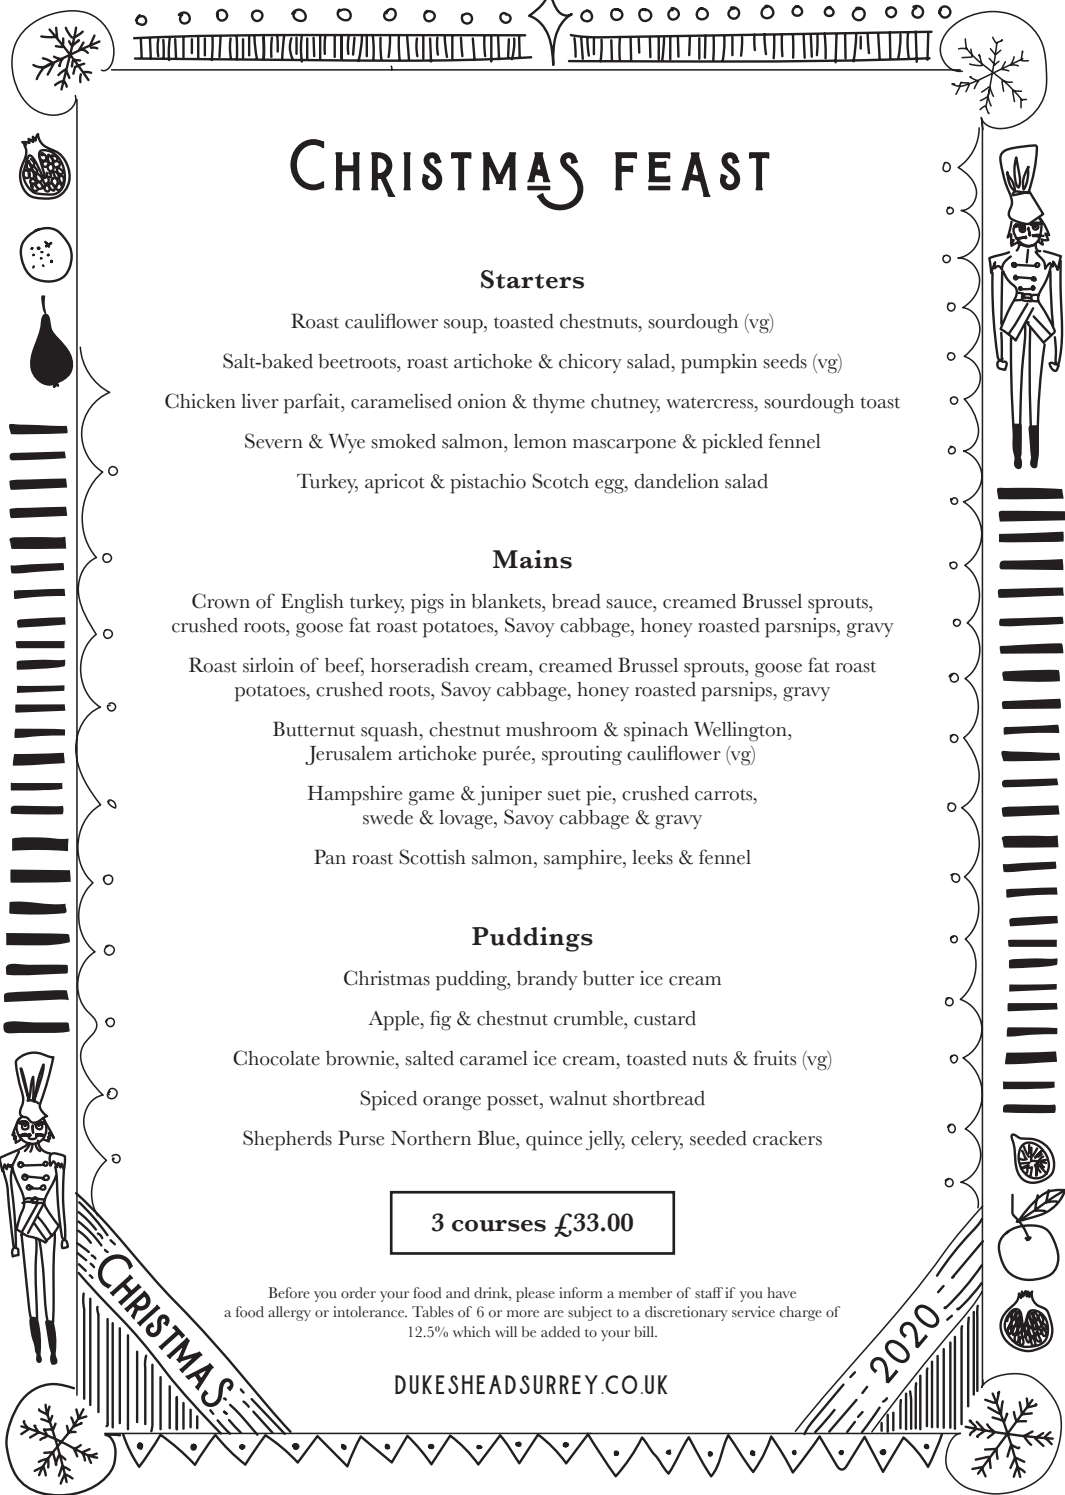 Christmas feast
Starters
Roast cauliflower soup, toasted chestnuts, sourdough (vg)
Salt-baked beetroots, roast artichoke & chicory salad, pumpkin seeds (vg)
Chicken liver parfait, caramelised onion & thyme chutney, watercress, sourdough toast
Severn & Wye smoked salmon, lemon mascarpone & pickled fennel
Turkey, apricot & pistachio Scotch egg, dandelion salad
Mains
Crown of English turkey, pigs in blankets, bread sauce, creamed Brussel sprouts,
crushed roots, goose fat roast potatoes, Savoy cabbage, honey roasted parsnips, gravy
Roast sirloin of beef, horseradish cream, creamed Brussel sprouts, goose fat roast
potatoes, crushed roots, Savoy cabbage, honey roasted parsnips, gravy
Butternut squash, chestnut mushroom & spinach Wellington,
Jerusalem artichoke purée, sprouting cauliflower (vg)
Hampshire game & juniper suet pie, crushed carrots,
swede & lovage, Savoy cabbage & gravy
Pan roast Scottish salmon, samphire, leeks & fennel
Puddings
Christmas pudding, brandy butter ice cream
Apple, fig & chestnut crumble, custard
Chocolate brownie, salted caramel ice cream, toasted nuts & fruits (vg)
Spiced orange posset, walnut shortbread
Shepherds Purse Northern Blue, quince jelly, celery, seeded crackers
3 courses £33.00
Before you order your food and drink, please inform a member of staff if you have
a food allergy or intolerance. Tables of 6 or more are subject to a discretionary service charge of
12.5% which will be added to your bill.
CHRISTMAS
2020
DUKESHEADSURREY.CO.UK